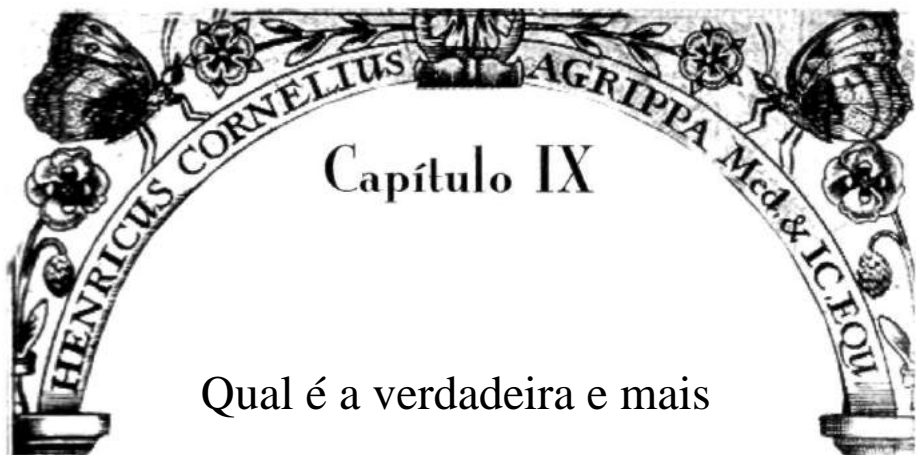 HENRICUS CORNELIUS AGRIPPA Med. & IC. EQU
Capítulo IX
Qual é a verdadeira e mais